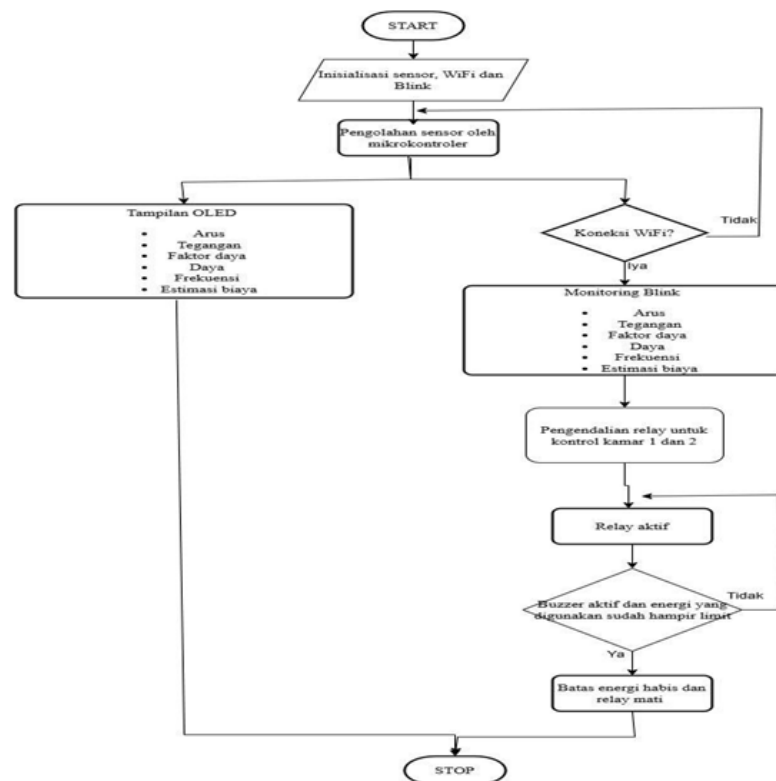 START
Inisialisasi sensor, WiFi dan
Blink
Pengolahan sensor oleh
mikrokontroler
Tampilan OLED
• Arus
• Tegangan
• Faktor daya
• Daya
• Frekuensi
• Estimasi biaya
Koneksi WiFi?
Tidak
Iya
Monitoring Blink
• Arus
• Tegangan
• Faktor daya
• Daya
• Frekuensi
• Estimasi biaya
Pengendalian relay untuk
kontrol kamar 1 dan 2
Relay aktif
Buzzer aktif dan energi yang
digunakan sudah hampir limit
Tidak
Ya
Batas energi habis dan
relay mati
STOP